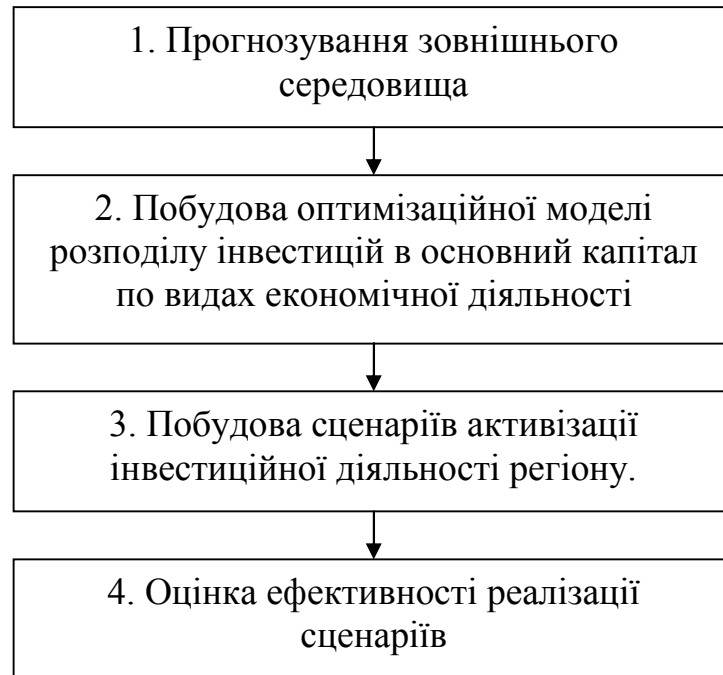 1. Прогнозування зовнішнього
середовища
2. Побудова оптимізаційної моделі
розподілу інвестицій в основний капітал
по видах економічної діяльності
3. Побудова сценаріїв активізації
інвестиційної діяльності регіону.
4. Оцінка ефективності реалізації
сценаріїв